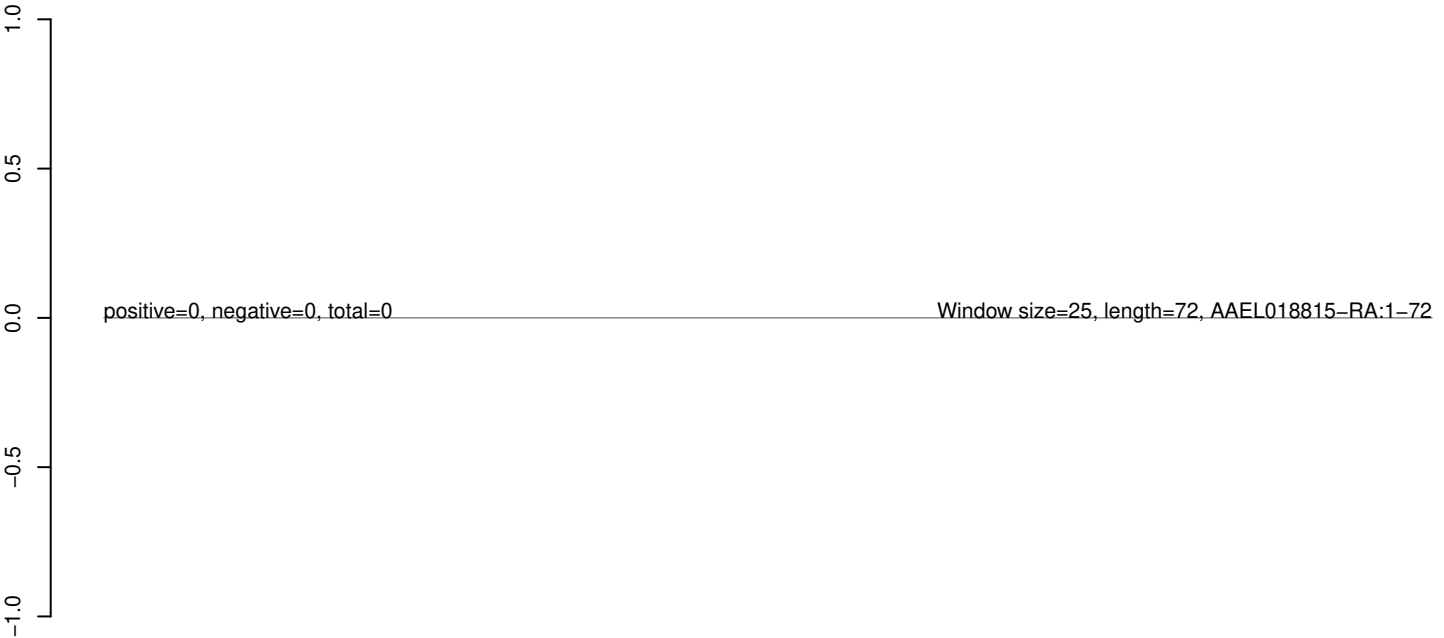 1.0
0.5
0.0
−0.5
−1.0
positive=0, negative=0, total=0
Window size=25, length=72, AAEL018815−RA:1−72